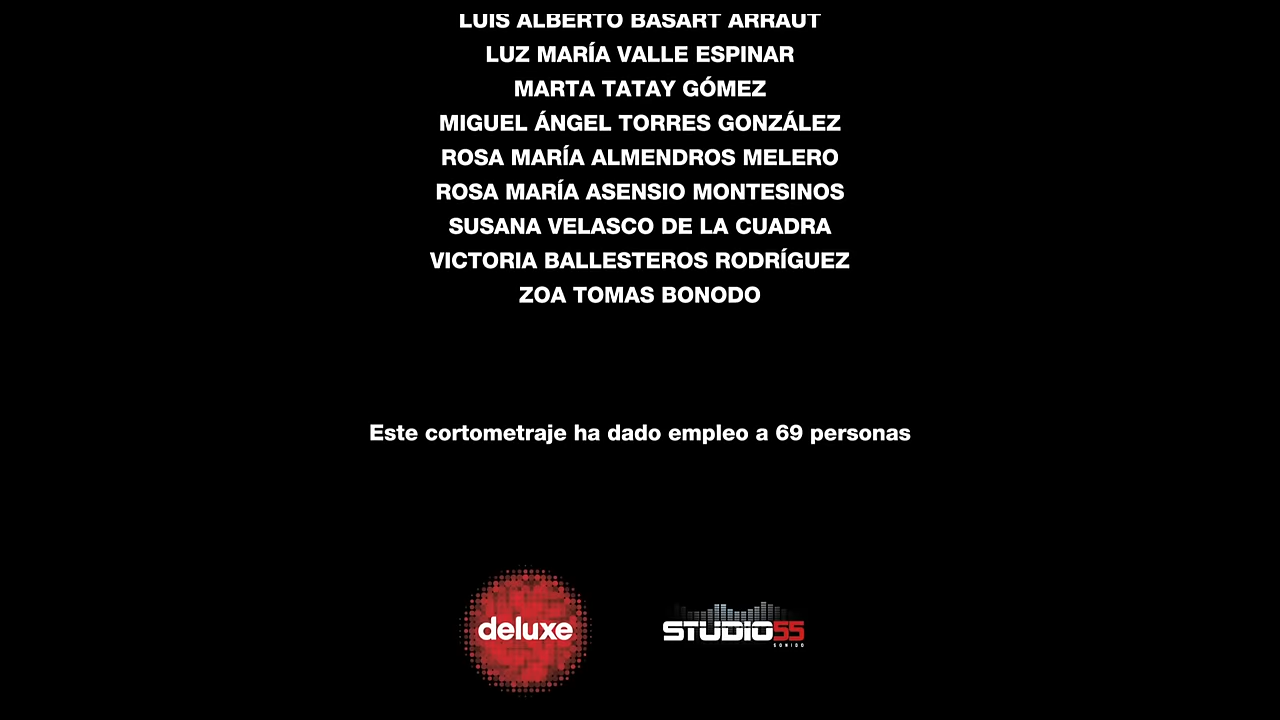 LUIS ALBERTO BASART ARRAUT
LUZ MARÍA VALLE ESPINAR
MARTA TATAY GÓMEZ
MIGUEL ÁNGEL TORRES GONZÁLEZ
ROSA MARÍA ALMENDROS MELERO
ROSA MARÍA ASENSIO MONTESINOS
SUSANA VELASCO DE LA CUADRA
VICTORIA BALLESTEROS RODRÍGUEZ
ZOA TOMAS BONODO
Este cortometraje ha dado empleo a 69 personas
deluxe
STUDIO55
SONIDO